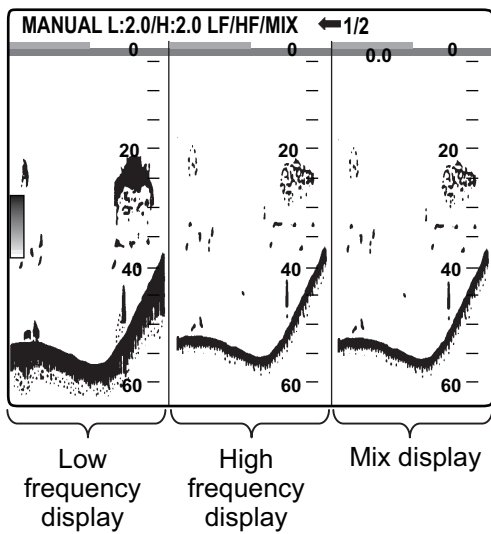 MANUAL L:2.0/H:2.0 LF/HF/MIX ⬅1/2
0 0 0.0 0
20 20 20
40 40 40
60 60 60
Low frequency display
High frequency display
Mix display